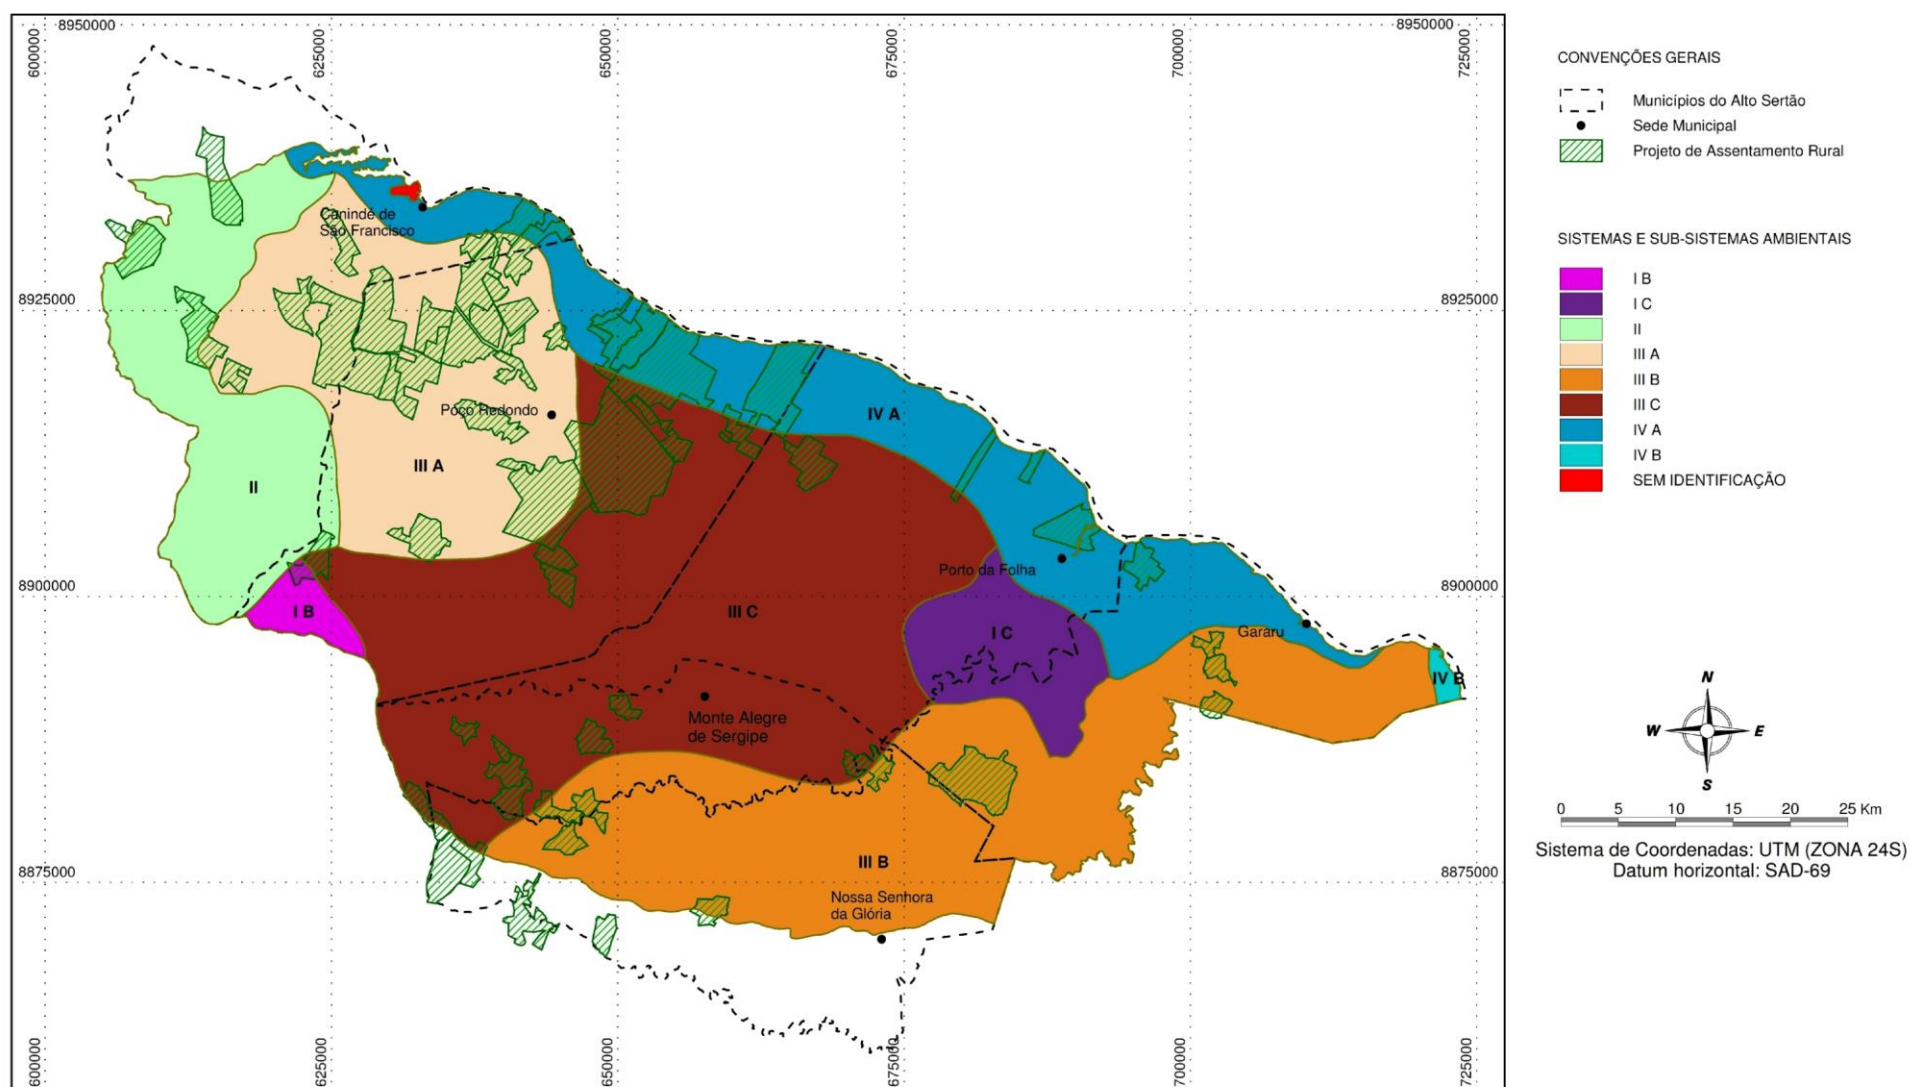 8950000
8950000
600000
625000
650000
675000
700000
725000
CONVENÇÕES GERAIS
Municípios do Alto Sertão
Sede Municipal
Projeto de Assentamento Rural
Canindé de
São Francisco
SISTEMAS E SUB-SISTEMAS AMBIENTAIS
I B
I C
II
III A
III B
III C
IV A
IV B
SEM IDENTIFICAÇÃO
8925000
8925000
Poço Redondo
IV A
III A
II
Porto da Folha
8900000
8900000
I B
III C
I C
Gararu
IV B
Monte Alegre
de Sergipe
N
W
E
S
0 5 10 15 20 25 Km
Sistema de Coordenadas: UTM (ZONA 24S)
Datum horizontal: SAD-69
III B
8875000
8875000
Nossa Senhora
da Glória
600000
625000
650000
675000
700000
725000